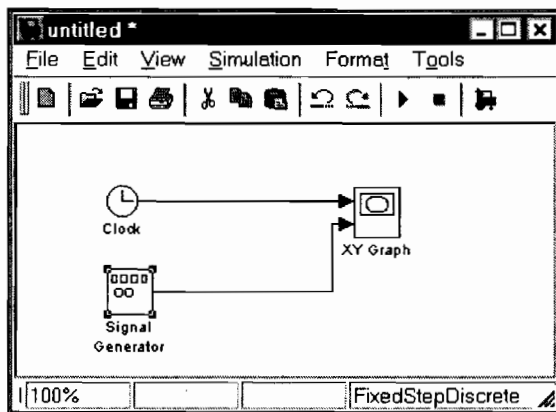 untitled *
File Edit View Simulation Format Tools
Clock
XY Graph
Signal
Generator
100% FixedStepDiscrete